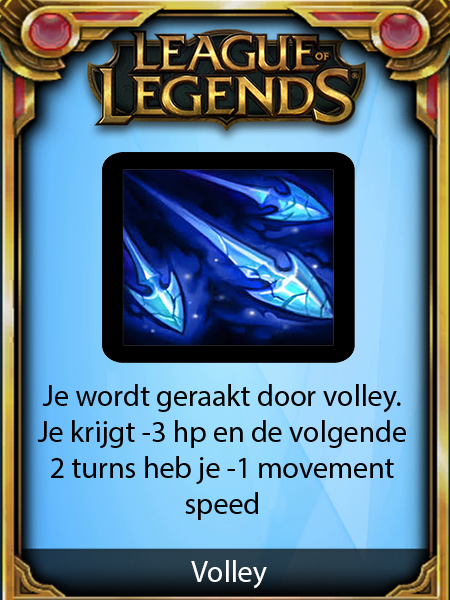 LEAGUE OF
LEGENDS®
Je wordt geraakt door volley.
Je krijgt -3 hp en de volgende
2 turns heb je -1 movement
speed
Volley